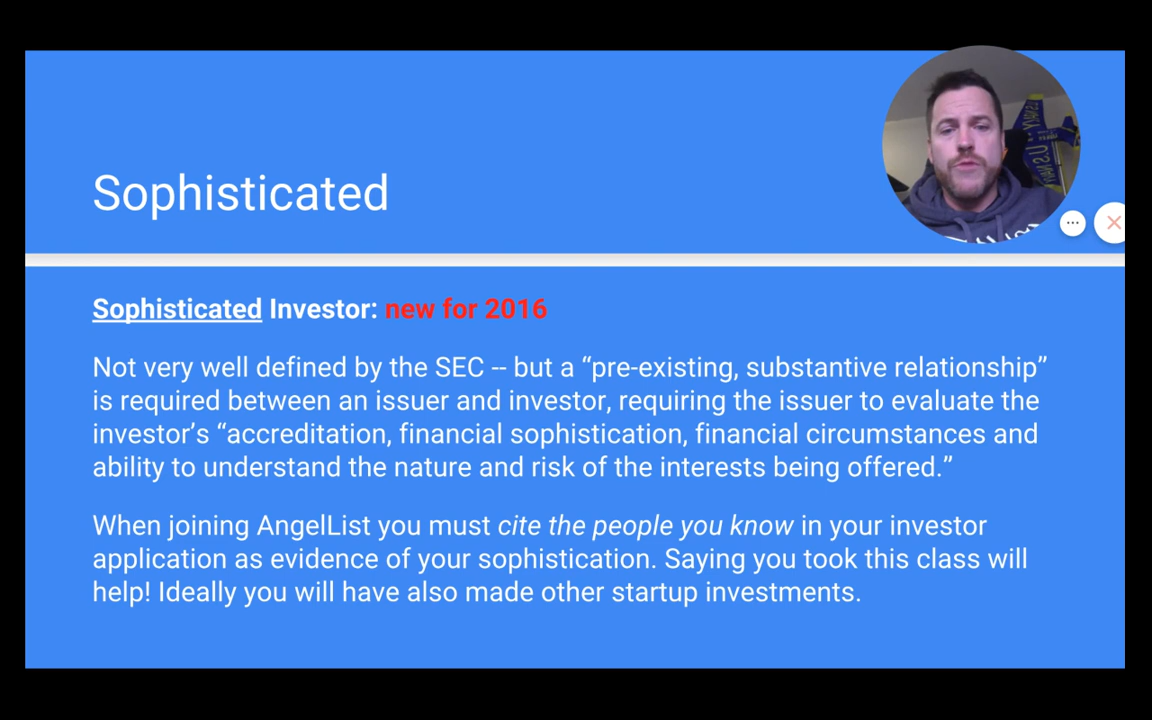 Sophisticated
Sophisticated Investor: new for 2016
Not very well defined by the SEC -- but a “pre-existing, substantive relationship”
is required between an issuer and investor, requiring the issuer to evaluate the
investor’s “accreditation, financial sophistication, financial circumstances and
ability to understand the nature and risk of the interests being offered.”
When joining AngelList you must cite the people you know in your investor
application as evidence of your sophistication. Saying you took this class will
help! Ideally you will have also made other startup investments.